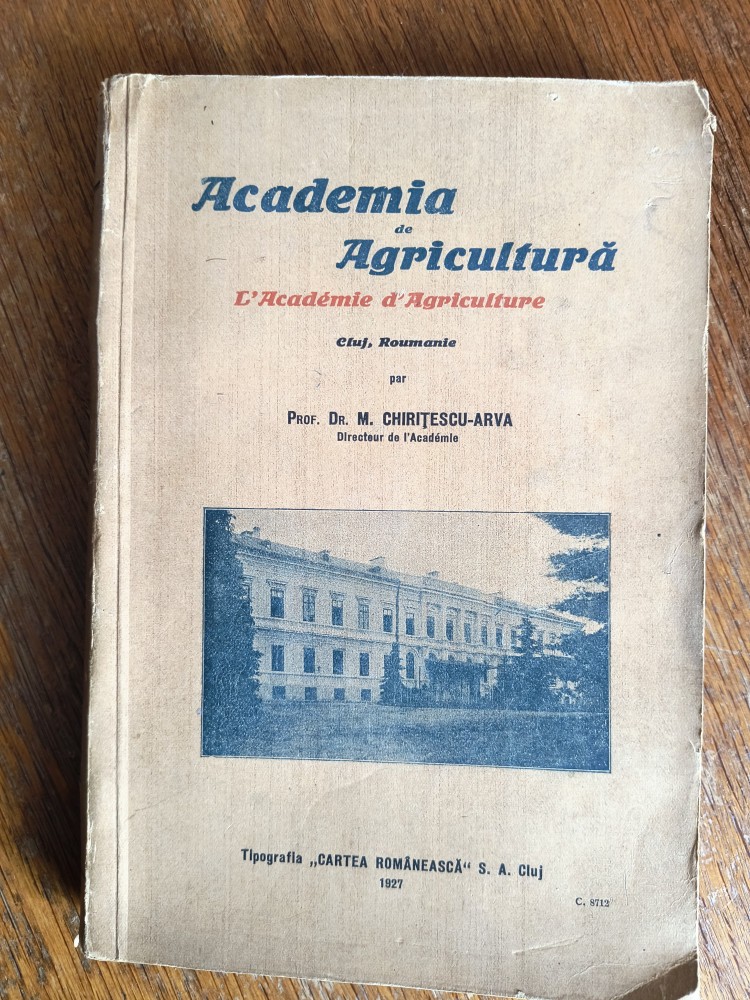 Academia
de
Agricultură
L'Académie d'Agriculture
Cluj, Roumanie
par
PROF. DR. M. CHIRIŢESCU-ARVA
Directeur de l'Académie
Tipografia „CARTEA ROMÂNEASCĂ“ S. A. Cluj
1927
C. 8712